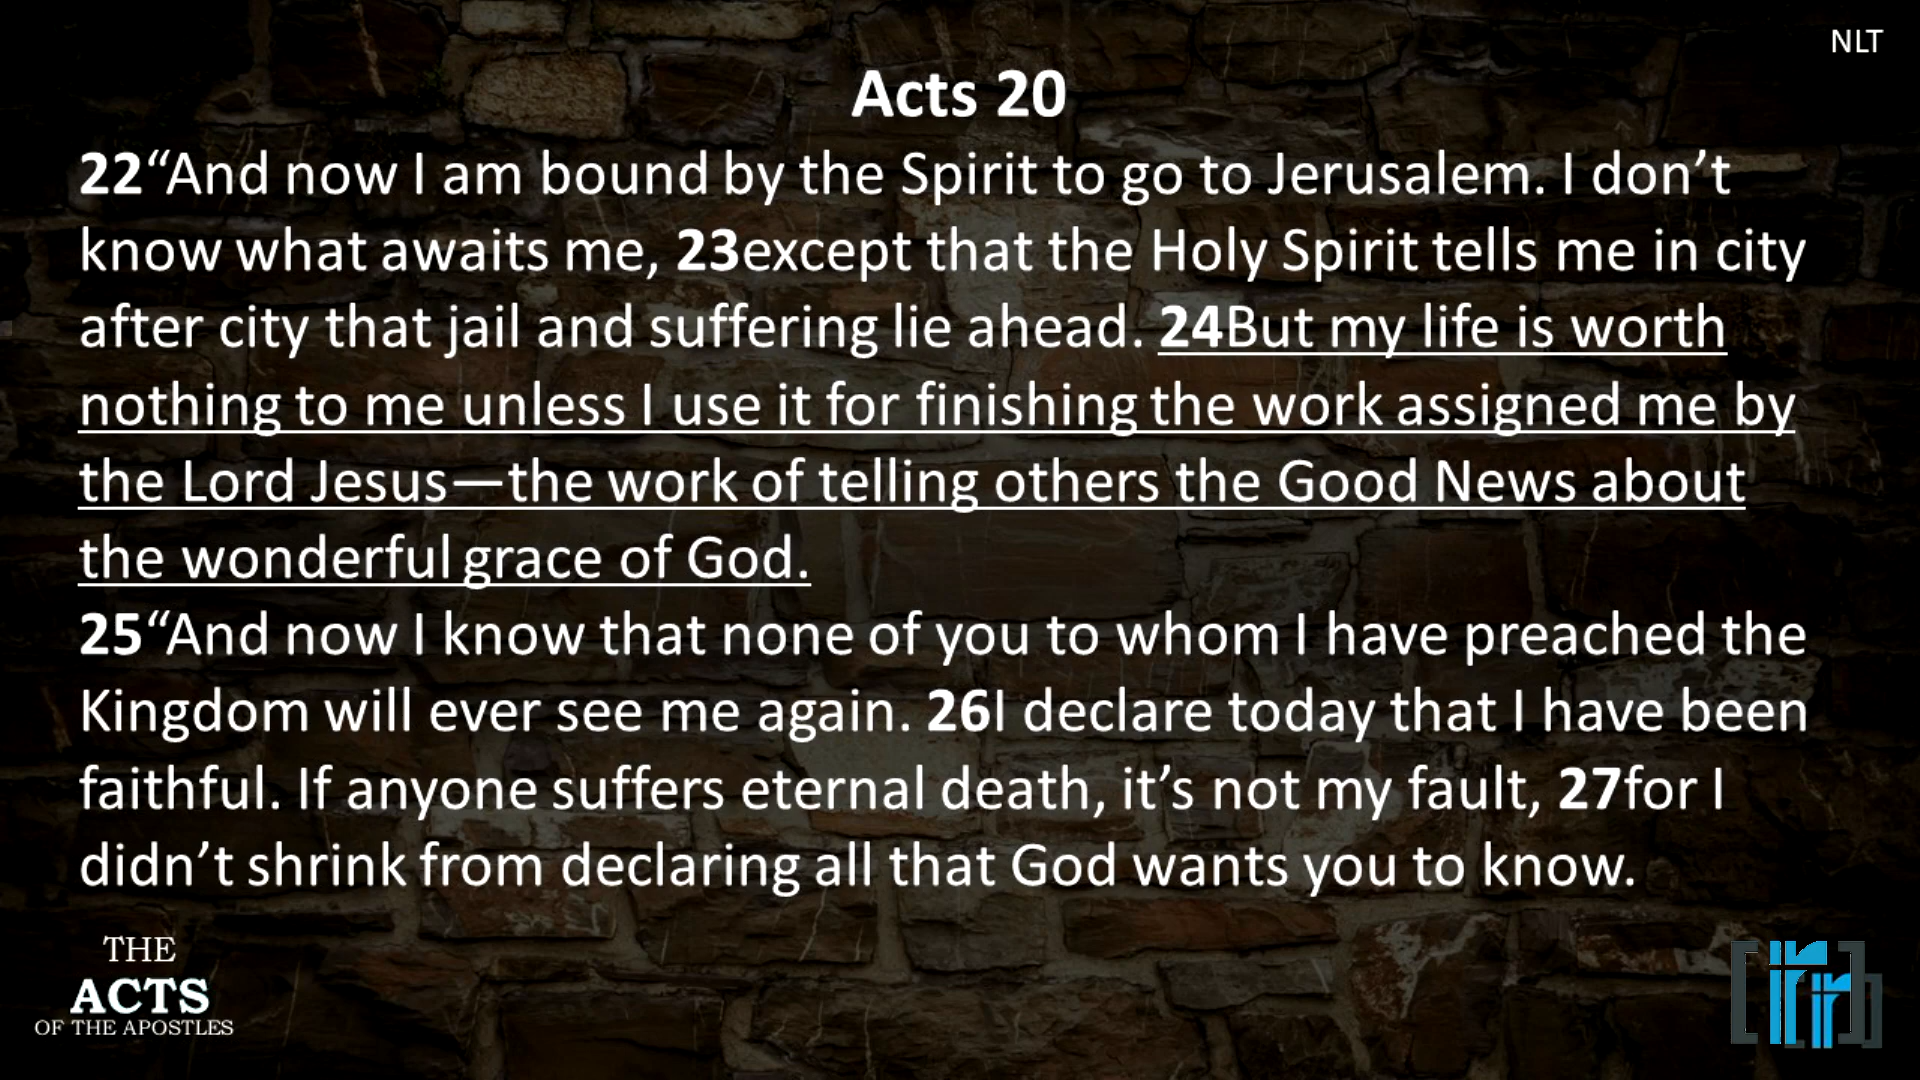 NLT
Acts 20
22“And now I am bound by the Spirit to go to Jerusalem. I don’t
know what awaits me, 23except that the Holy Spirit tells me in city
after city that jail and suffering lie ahead. 24But my life is worth
nothing to me unless I use it for finishing the work assigned me by
the Lord Jesus—the work of telling others the Good News about
the wonderful grace of God.
25“And now I know that none of you to whom I have preached the
Kingdom will ever see me again. 26I declare today that I have been
faithful. If anyone suffers eternal death, it’s not my fault, 27for I
didn’t shrink from declaring all that God wants you to know.
THE
ACTS
OF THE APOSTLES